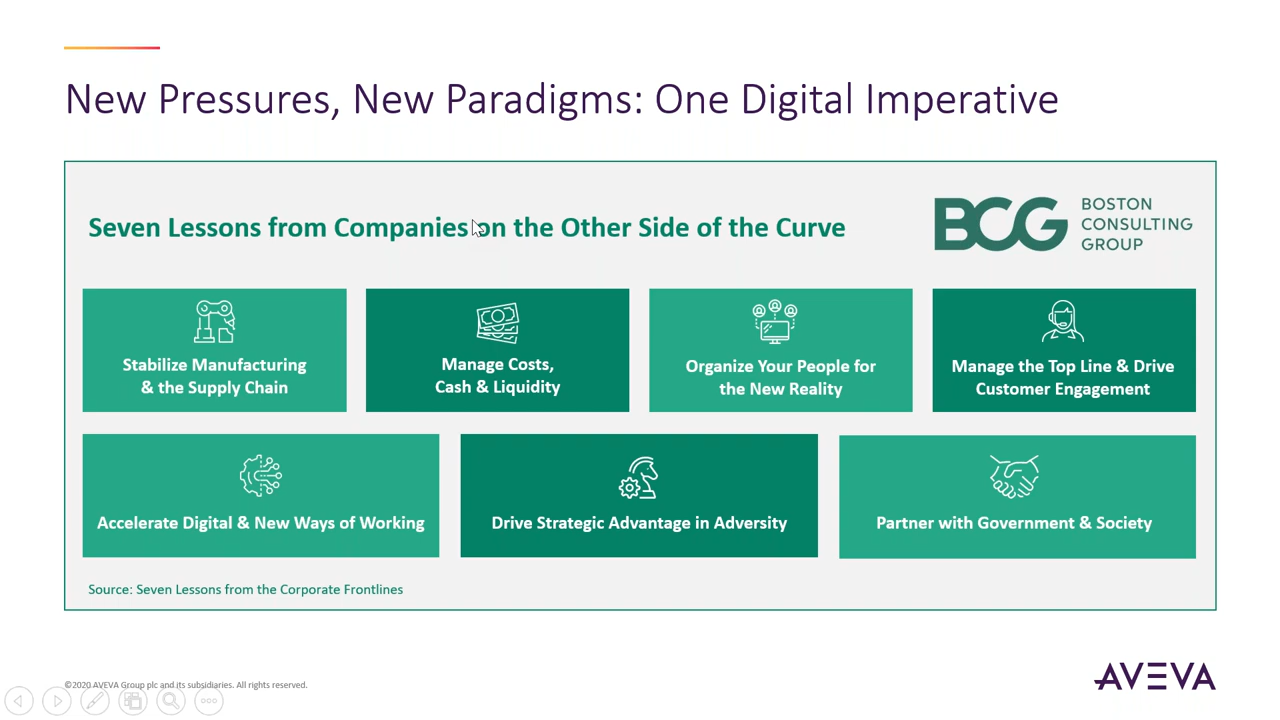 New Pressures, New Paradigms: One Digital Imperative
Seven Lessons from Companies on the Other Side of the Curve
BCG
BOSTON
CONSULTING
GROUP
Stabilize Manufacturing
& the Supply Chain
Manage Costs,
Cash & Liquidity
Organize Your People for
the New Reality
Manage the Top Line & Drive
Customer Engagement
Accelerate Digital & New Ways of Working
Drive Strategic Advantage in Adversity
Partner with Government & Society
Source: Seven Lessons from the Corporate Frontlines
©2020 AVEVA Group plc and its subsidiaries. All rights reserved.
AVEVA